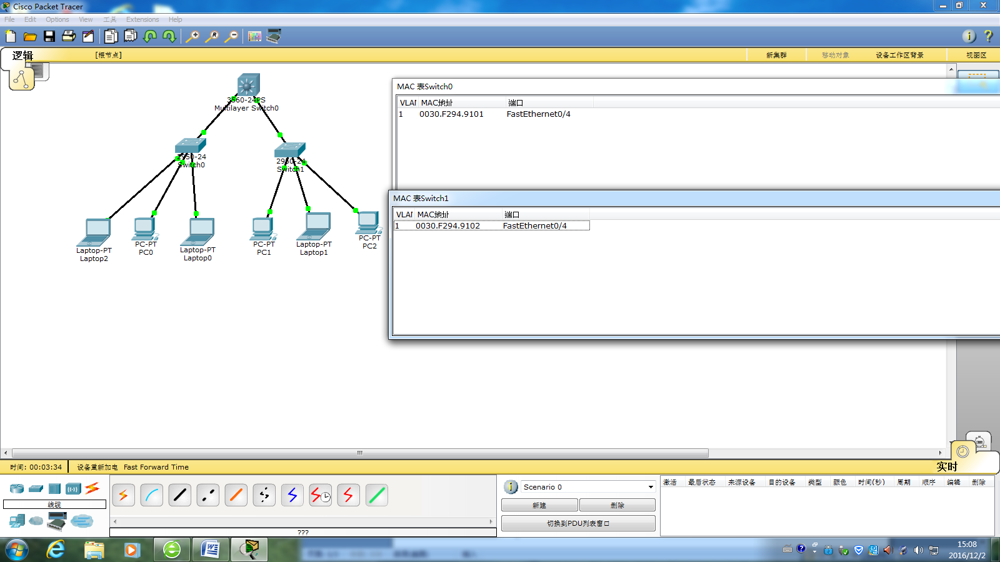 Cisco Packet Tracer
File Edit Options View 工具 Extensions Help
逻辑 [根节点] 新集群 移动对象 设备工作区背景 视图区
3560-24PS
Multilayer Switch0
2950-24
Switch0
2950-24
Switch1
Laptop-PT
Laptop2
PC-PT
PC0
Laptop-PT
Laptop0
PC-PT
PC1
Laptop-PT
Laptop1
PC-PT
PC2
MAC 表Switch0
VLAN MAC地址 端口
1 0030.F294.9101 FastEthernet0/4
MAC 表Switch1
VLAN MAC地址 端口
1 0030.F294.9102 FastEthernet0/4
时间: 00:03:34 设备重新加电 Fast Forward Time 实时
线缆
???
Scenario 0
新建 删除
切换到PDU列表窗口
激活 最后状态 来源设备 目的设备 类型 颜色 时间(秒) 周期 顺序 编辑 删除
15:08
2016/12/2